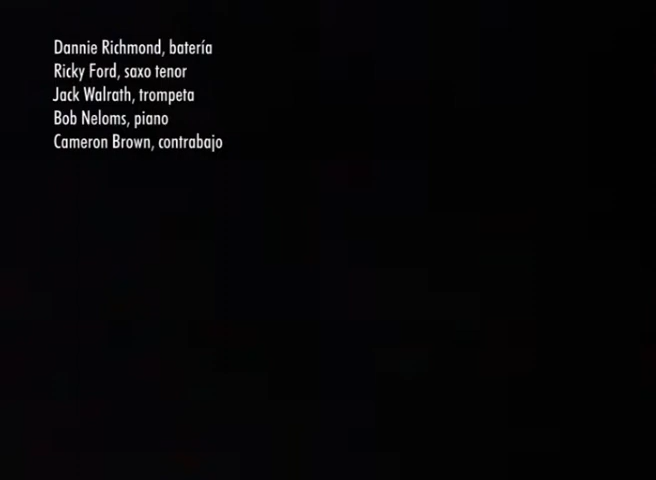 Dannie Richmond, batería
Ricky Ford, saxo tenor
Jack Walrath, trompeta
Bob Neloms, piano
Cameron Brown, contrabajo